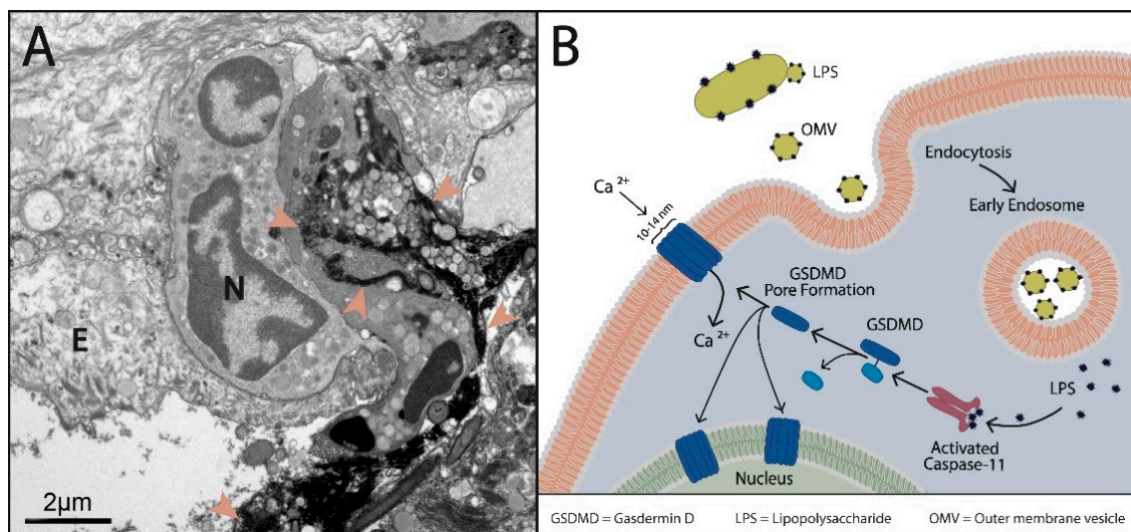 A
N
E
2μm
B
LPS
OMV
Endocytosis
Early Endosome
Ca 2+
10-14 nm
GSDMD
Pore Formation
GSDMD
Ca 2+
LPS
Activated
Caspase-11
Nucleus
GSDMD = Gasdermin D LPS = Lipopolysaccharide OMV = Outer membrane vesicle